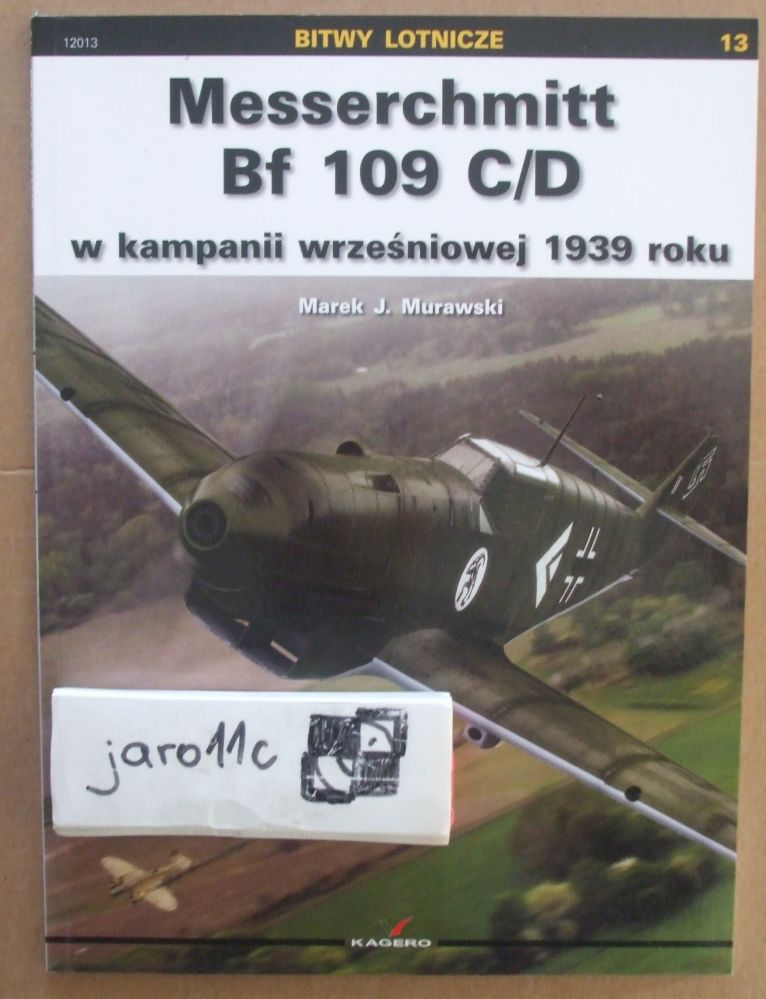 12013
BITWY LOTNICZE
13
Messerchmitt
Bf 109 C/D
w kampanii wrześniowej 1939 roku
Marek J. Murawski
jaro11c
KAGERO